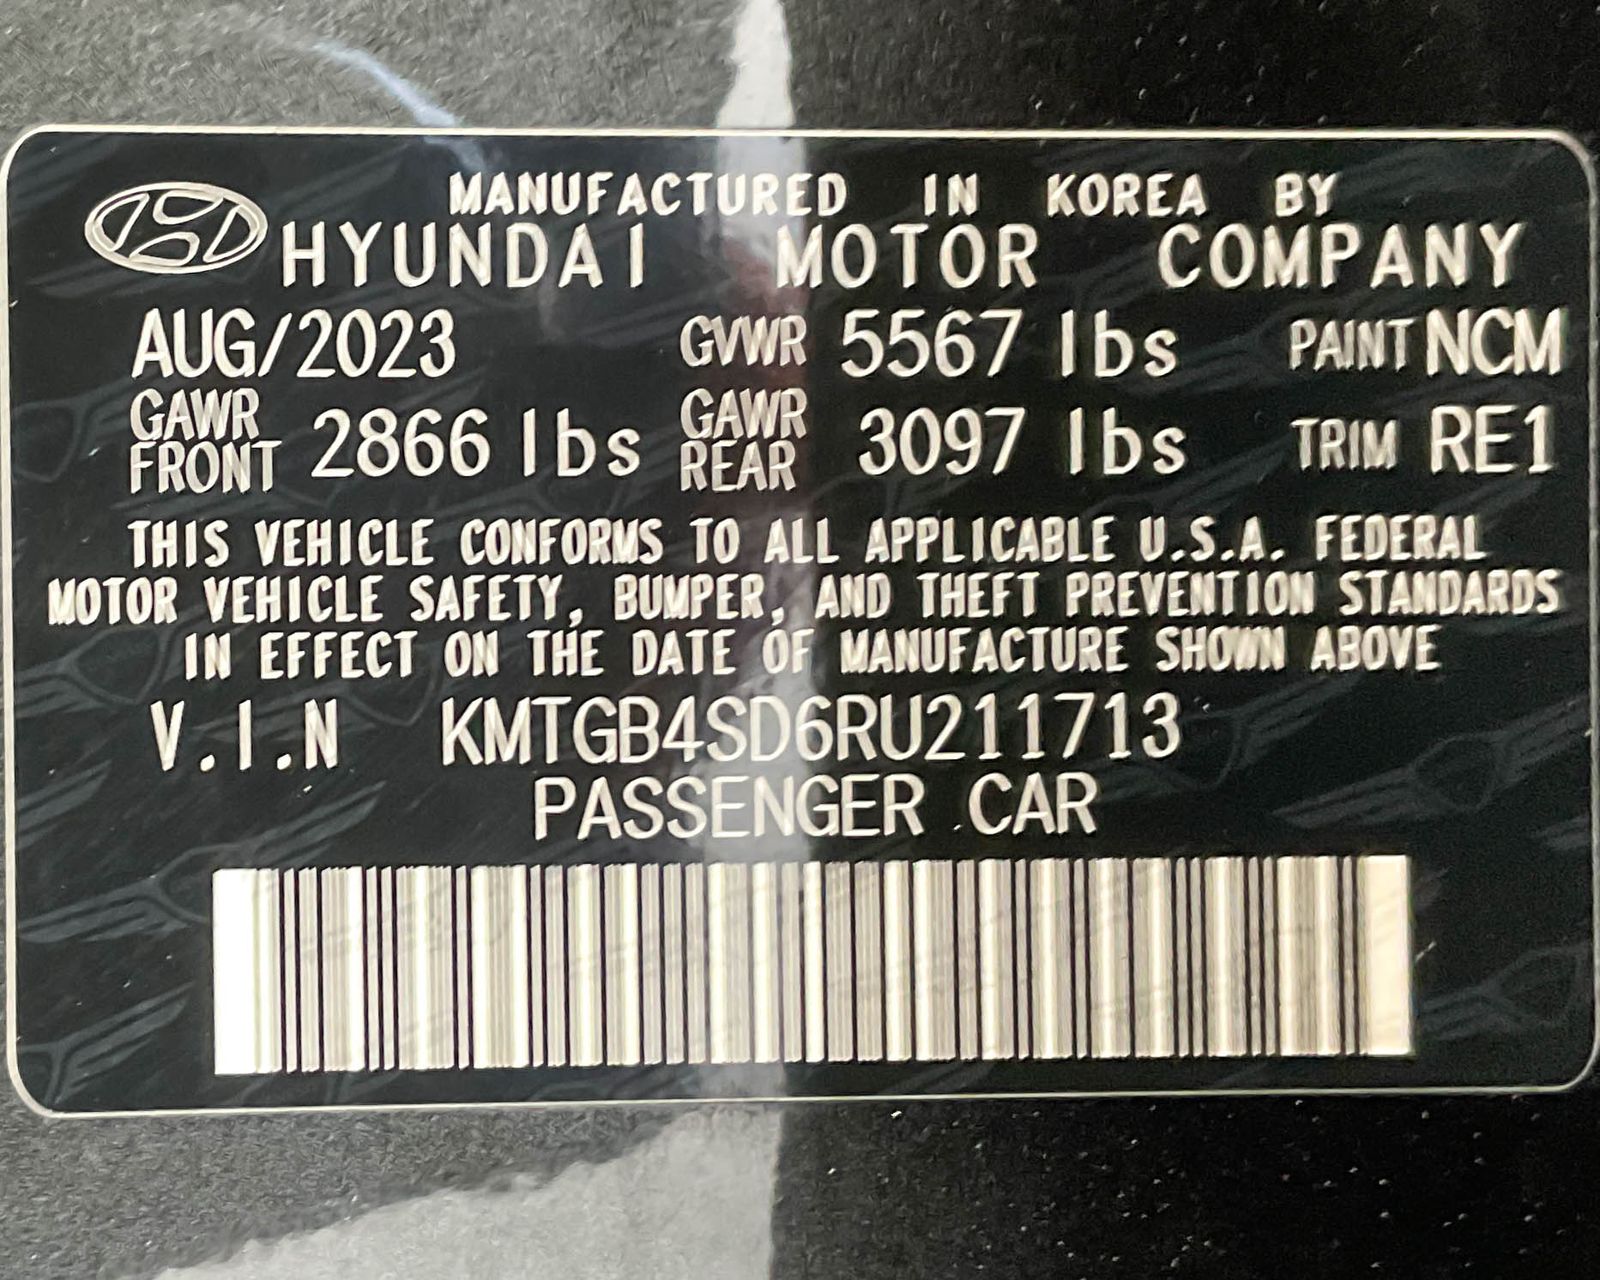 MANUFACTURED IN KOREA BY
HYUNDAI MOTOR COMPANY
AUG/2023 GVWR 5567 lbs PAINT NCM
GAWR FRONT 2866 lbs GAWR REAR 3097 lbs TRIM RE1
THIS VEHICLE CONFORMS TO ALL APPLICABLE U.S.A. FEDERAL
MOTOR VEHICLE SAFETY, BUMPER, AND THEFT PREVENTION STANDARDS
IN EFFECT ON THE DATE OF MANUFACTURE SHOWN ABOVE
V.I.N KMTGB4SD6RU211713
PASSENGER CAR